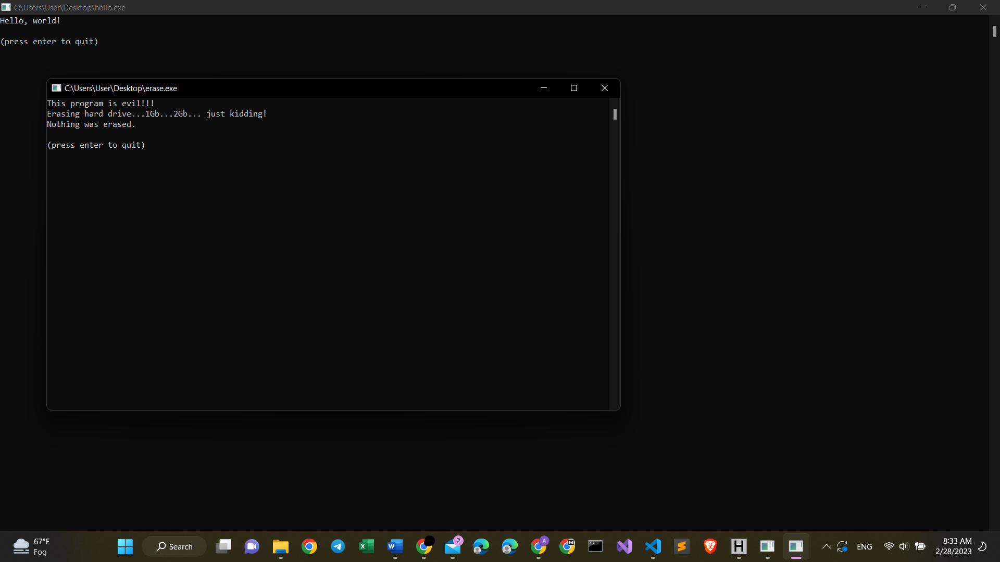 C:\Users\User\Desktop\hello.exe
Hello, world!
(press enter to quit)
C:\Users\User\Desktop\erase.exe
This program is evil!!!
Erasing hard drive...1Gb...2Gb... just kidding!
Nothing was erased.
(press enter to quit)
67°F
Fog
Search
2
A
ENG
8:33 AM
2/28/2023